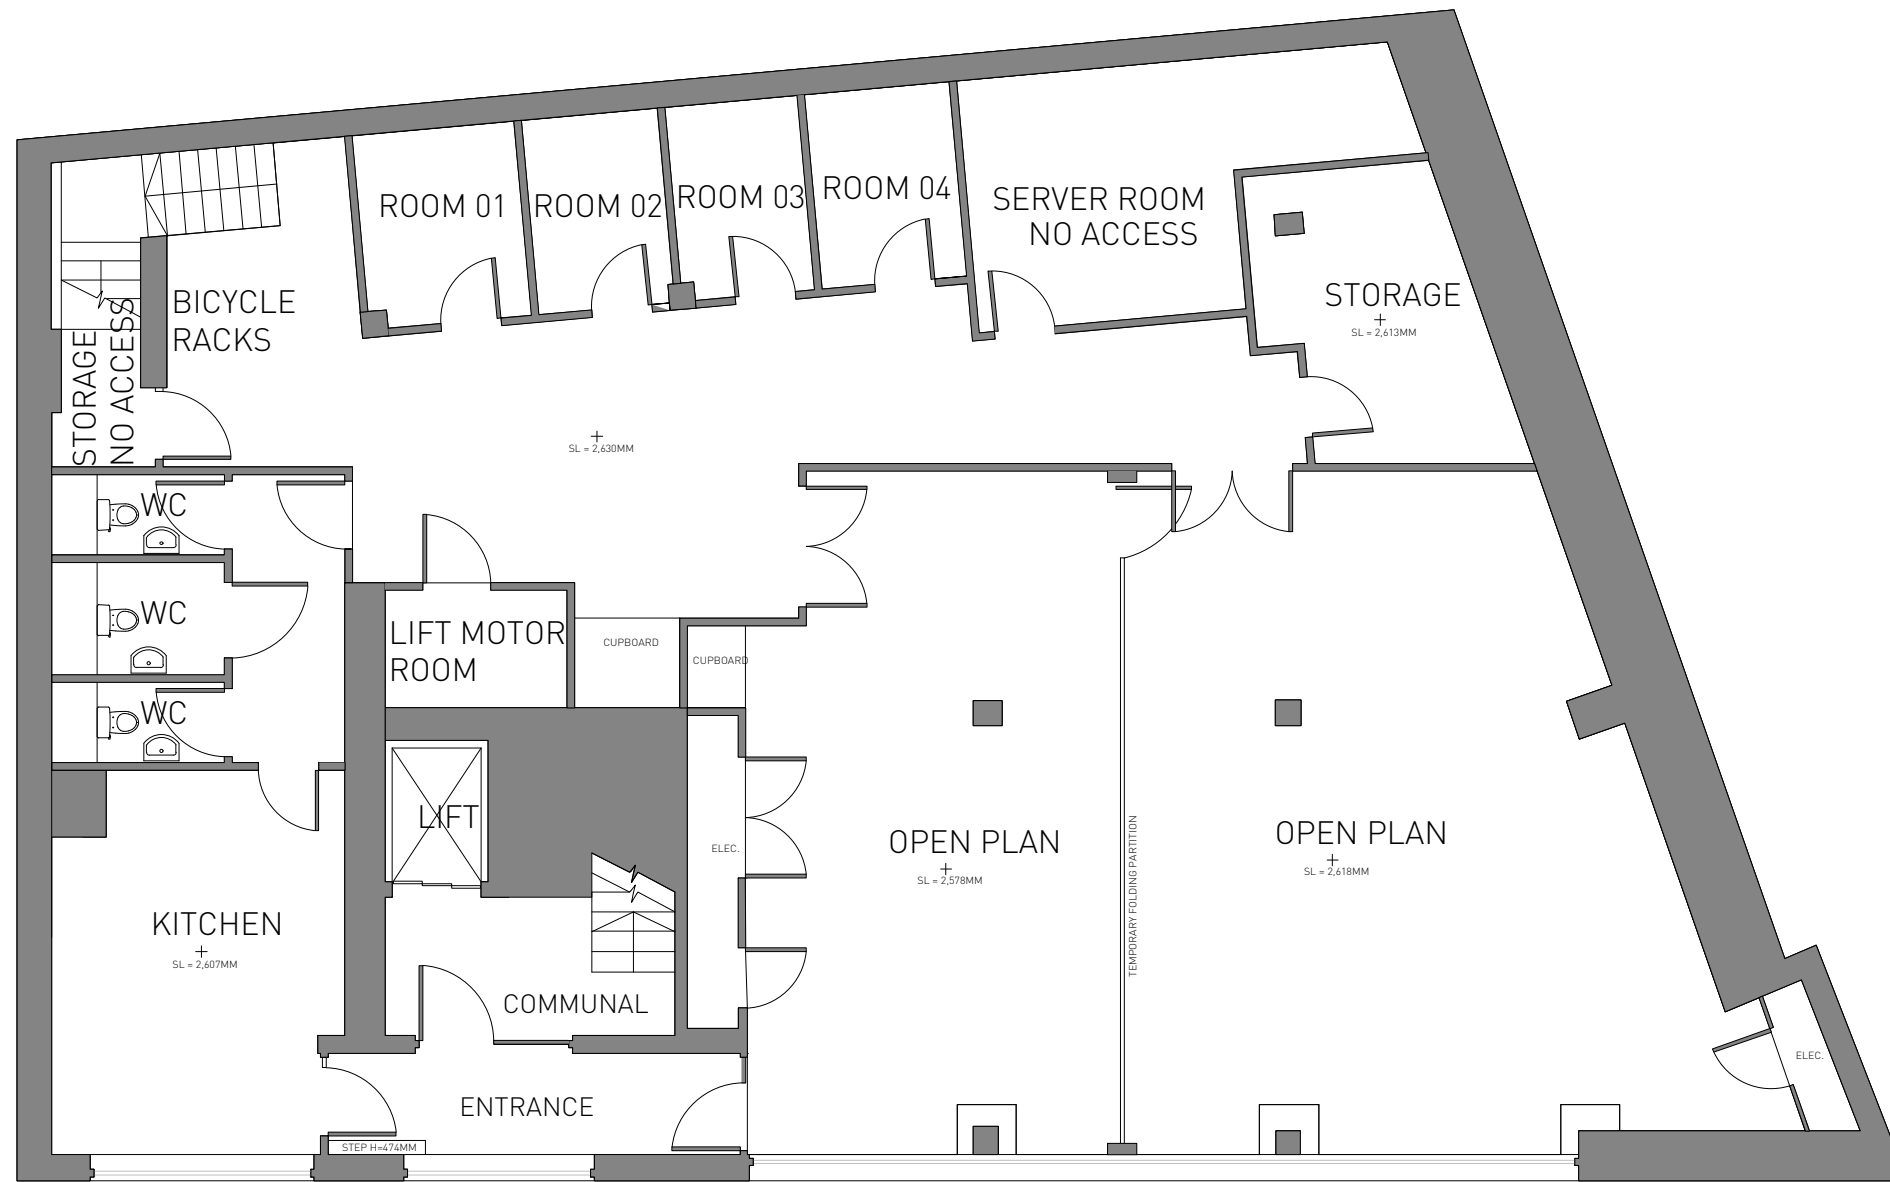 ROOM 01
ROOM 02
ROOM 03
ROOM 04
SERVER ROOM
NO ACCESS
BICYCLE
RACKS
STORAGE
SL = 2,613MM
STORAGE
NO ACCESS
SL = 2,630MM
WC
WC
WC
LIFT MOTOR
ROOM
CUPBOARD
CUPBOARD
LIFT
ELEC.
OPEN PLAN
SL = 2,578MM
TEMPORARY FOLDING PARTITION
OPEN PLAN
SL = 2,618MM
KITCHEN
SL = 2,607MM
COMMUNAL
ELEC.
ENTRANCE
STEP H=474MM